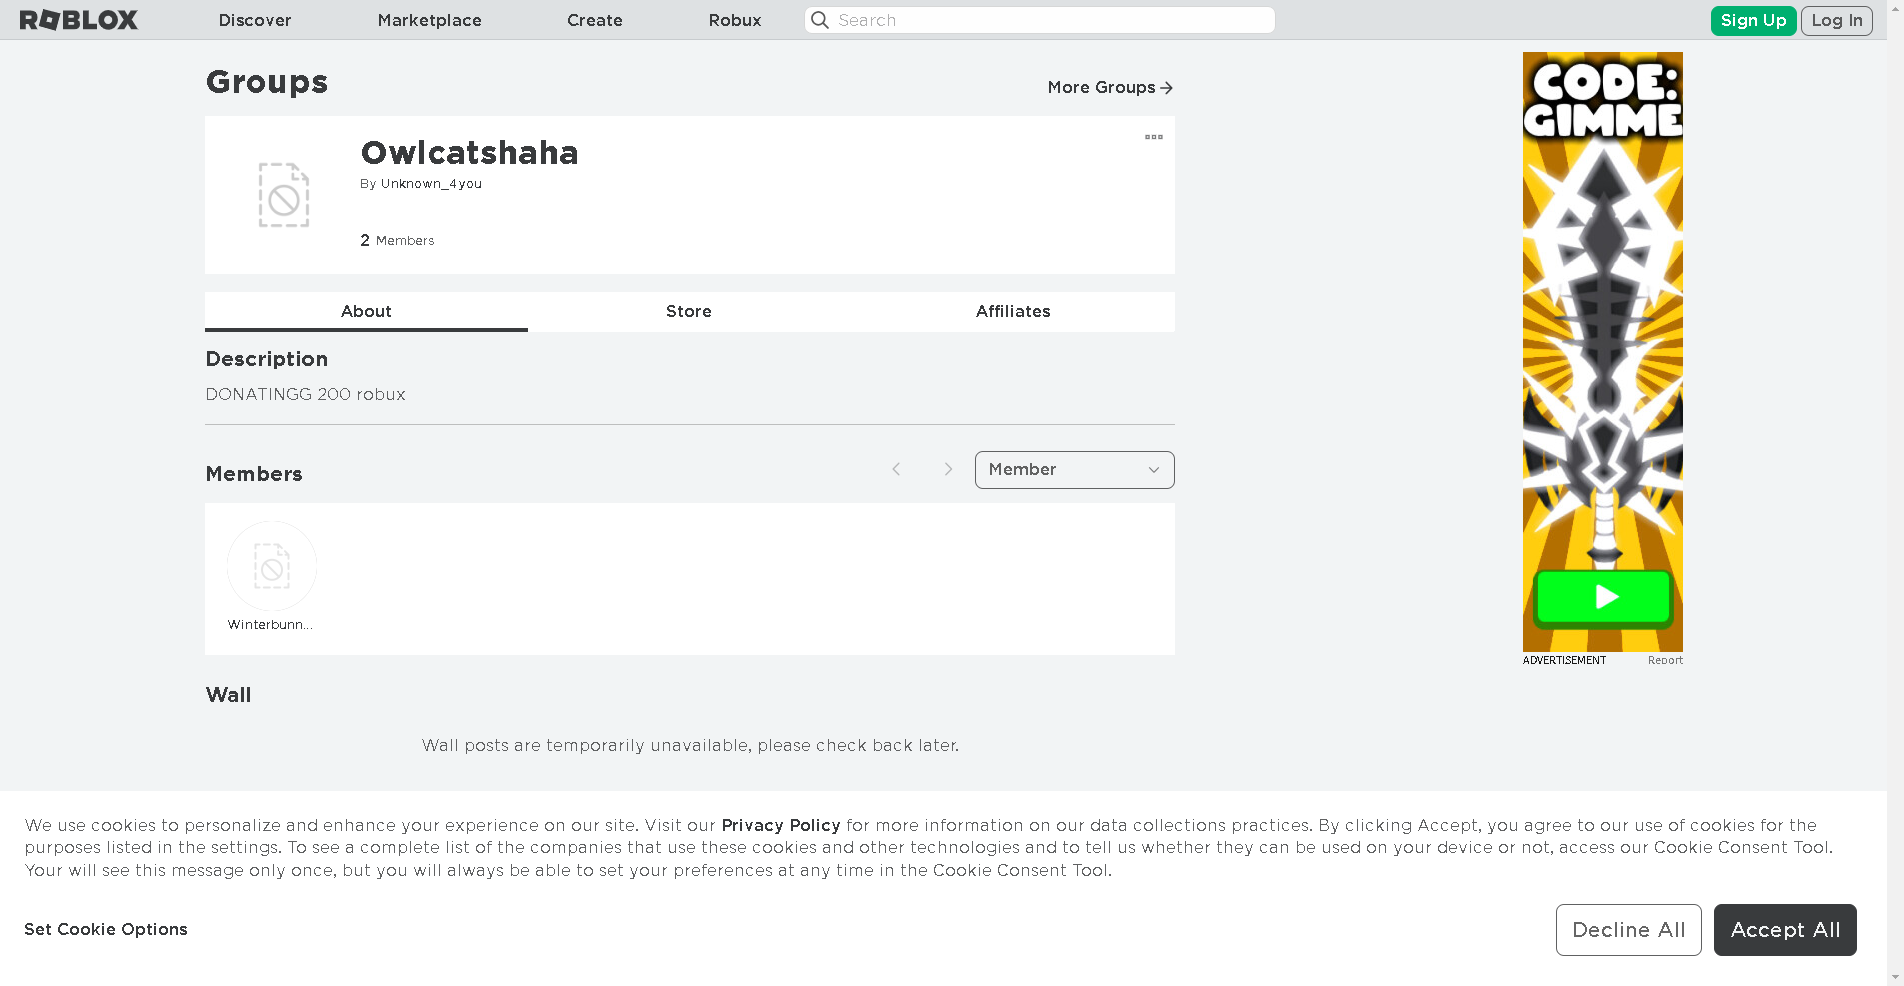 ROBLOX
Discover
Marketplace
Create
Robux
Search
Sign Up
Log In
Groups
More Groups
Owlcatshaha
By Unknown_4you
2 Members
About
Store
Affiliates
Description
DONATINGG 200 robux
Members
Member
Winterbunn...
Wall
Wall posts are temporarily unavailable, please check back later.
CODE:
GIMME
ADVERTISEMENT
Report
We use cookies to personalize and enhance your experience on our site. Visit our Privacy Policy for more information on our data collections practices. By clicking Accept, you agree to our use of cookies for the
purposes listed in the settings. To see a complete list of the companies that use these cookies and other technologies and to tell us whether they can be used on your device or not, access our Cookie Consent Tool.
Your will see this message only once, but you will always be able to set your preferences at any time in the Cookie Consent Tool.
Set Cookie Options
Decline All
Accept All